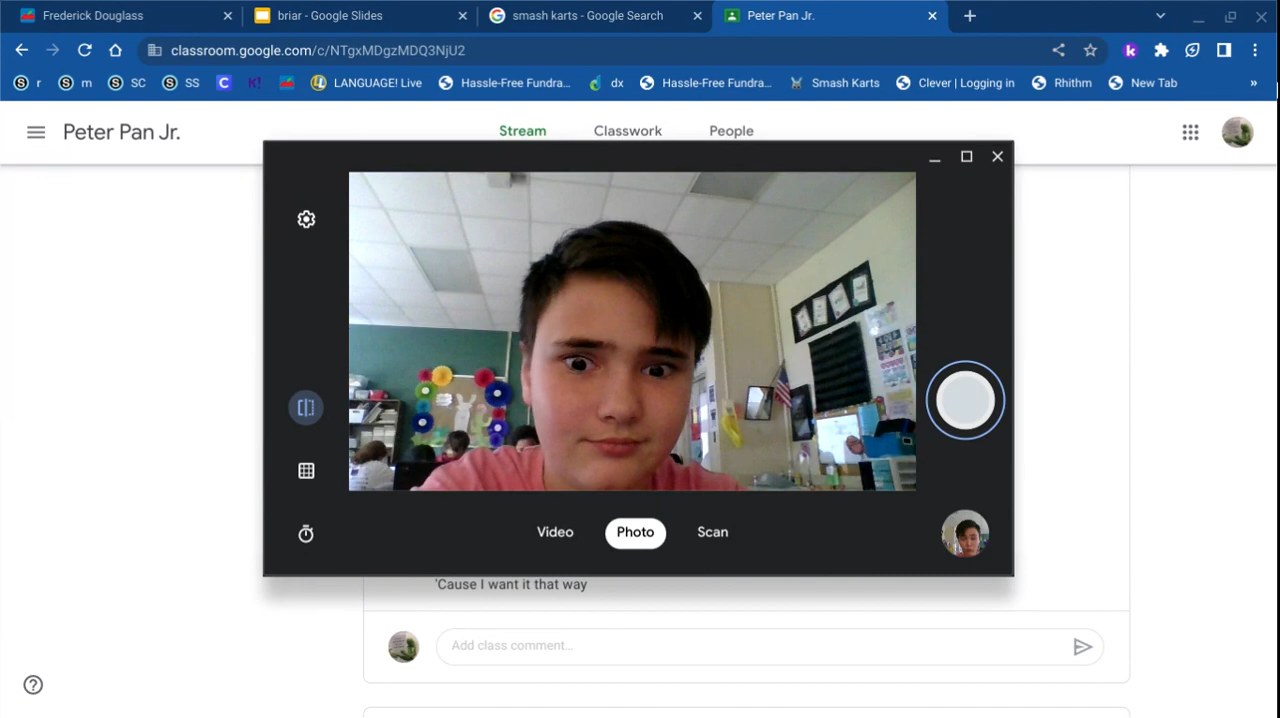 Frederick Douglass
briar - Google Slides
smash karts - Google Search
Peter Pan Jr.
classroom.google.com/c/NTgxMDgzMDQ3NjU2
r
m
SC
SS
LANGUAGE! Live
Hassle-Free Fundra...
dx
Hassle-Free Fundra...
Smash Karts
Clever | Logging in
Rhithm
New Tab
Peter Pan Jr.
Stream
Classwork
People
Video
Photo
Scan
'Cause I want it that way
Add class comment...